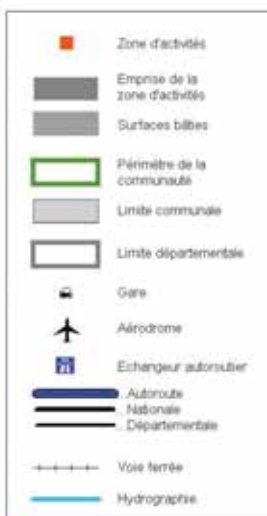 Zone d'activités
Emprise de la
zone d'activités
Surfaces bâties
Périmètre de la
communauté
Limite communale
Limite départementale
Gare
Aérodrome
Echangeur autoroutier
Autoroute
Nationale
Départementale
Voie ferrée
Hydrographie